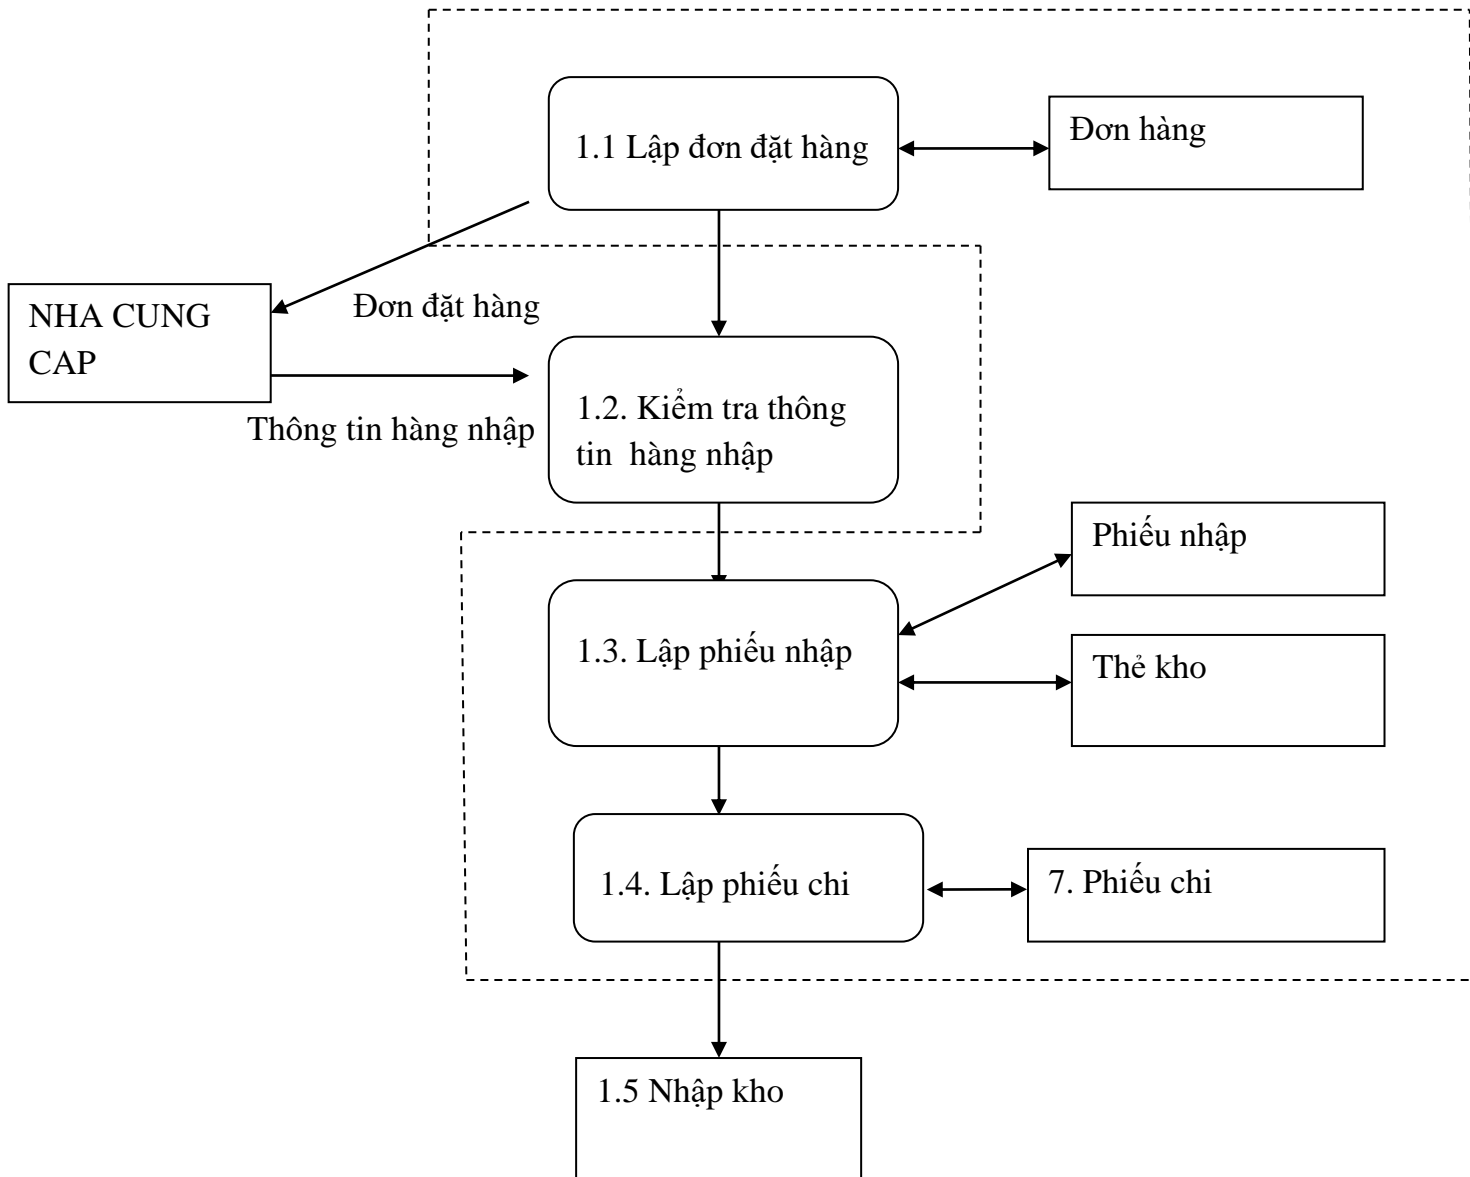 1.1 Lập đơn đặt hàng
Đơn hàng
NHA CUNG
CAP
Đơn đặt hàng
Thông tin hàng nhập
1.2. Kiểm tra thông
tin hàng nhập
Phiếu nhập
1.3. Lập phiếu nhập
Thẻ kho
1.4. Lập phiếu chi
7. Phiếu chi
1.5 Nhập kho